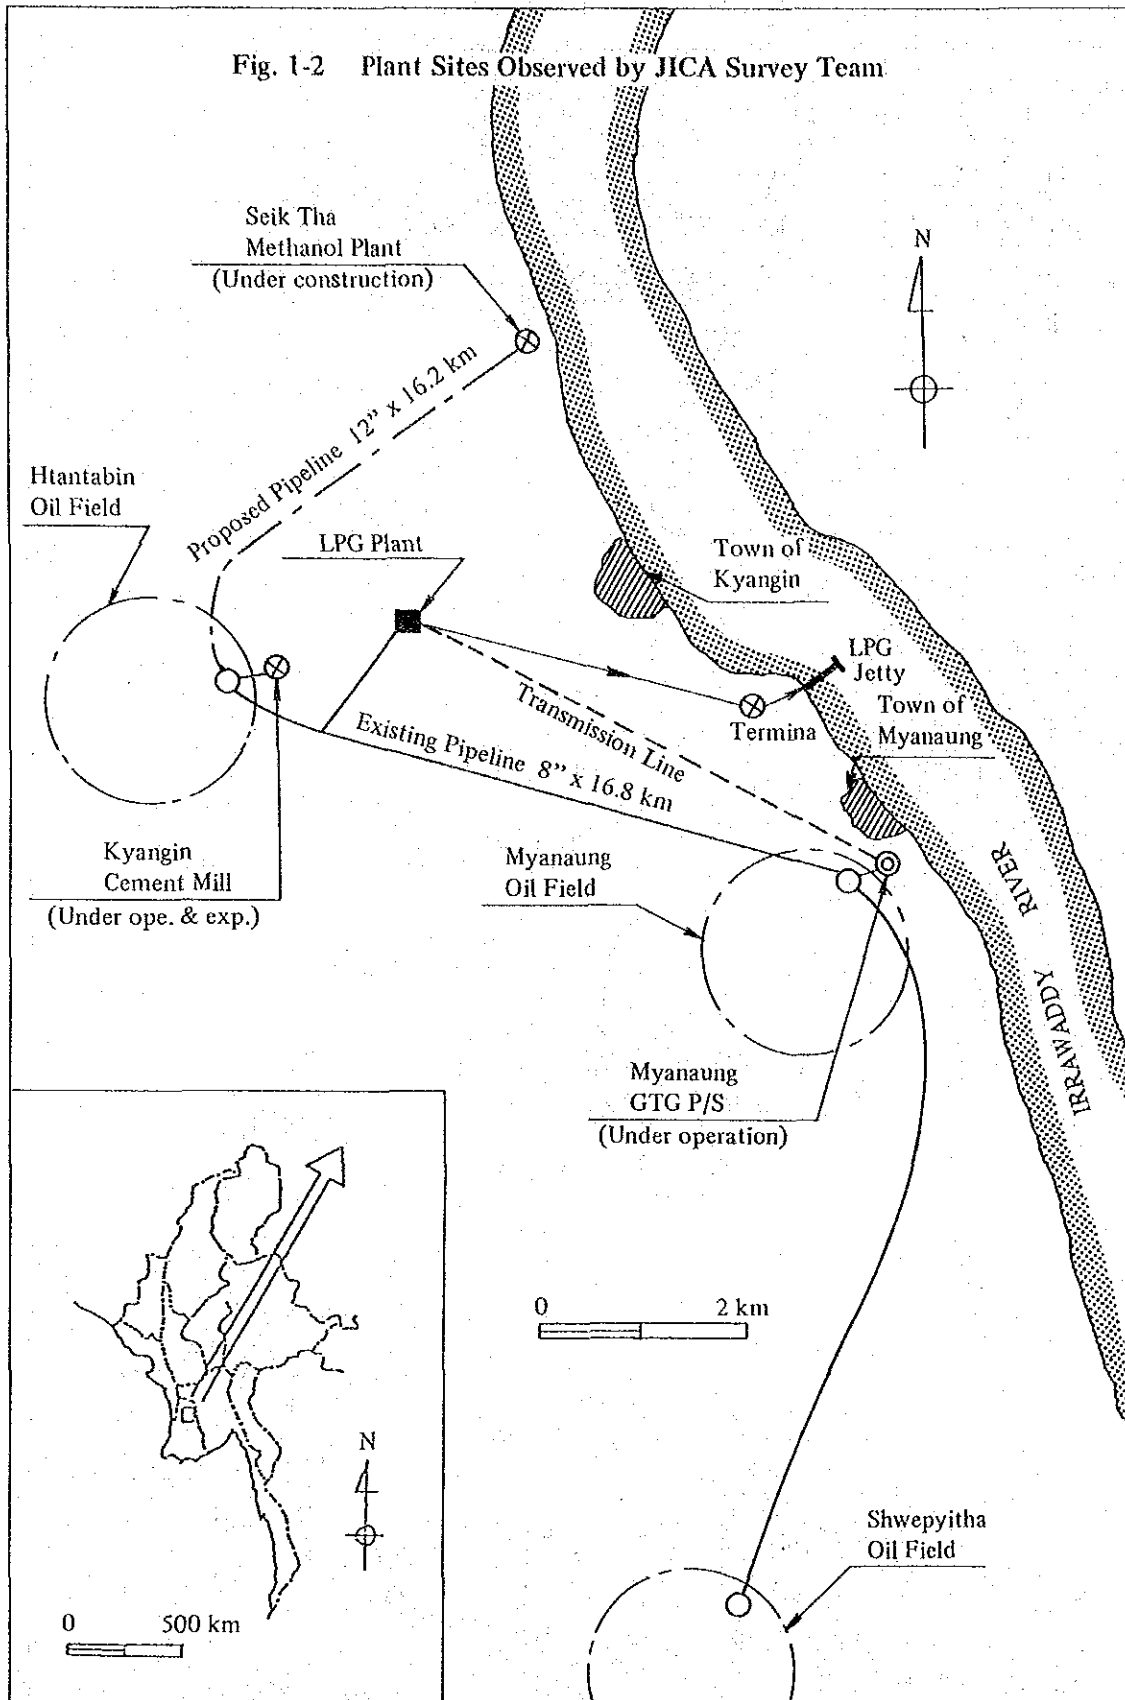 Fig. 1-2 Plant Sites Observed by JICA Survey Team
Seik Tha
Methanol Plant
(Under construction)
N
Proposed Pipeline 12" x 16.2 km
Htantabin
Oil Field
LPG Plant
Town of
Kyangin
LPG
Jetty
Termina
Town of
Myanaung
Transmission Line
Existing Pipeline 8" x 16.8 km
Kyangin
Cement Mill
(Under ope. & exp.)
Myanaung
Oil Field
IRRAWADDY RIVER
Myanaung
GTG P/S
(Under operation)
0 2 km
N
Shwepyitha
Oil Field
0 500 km